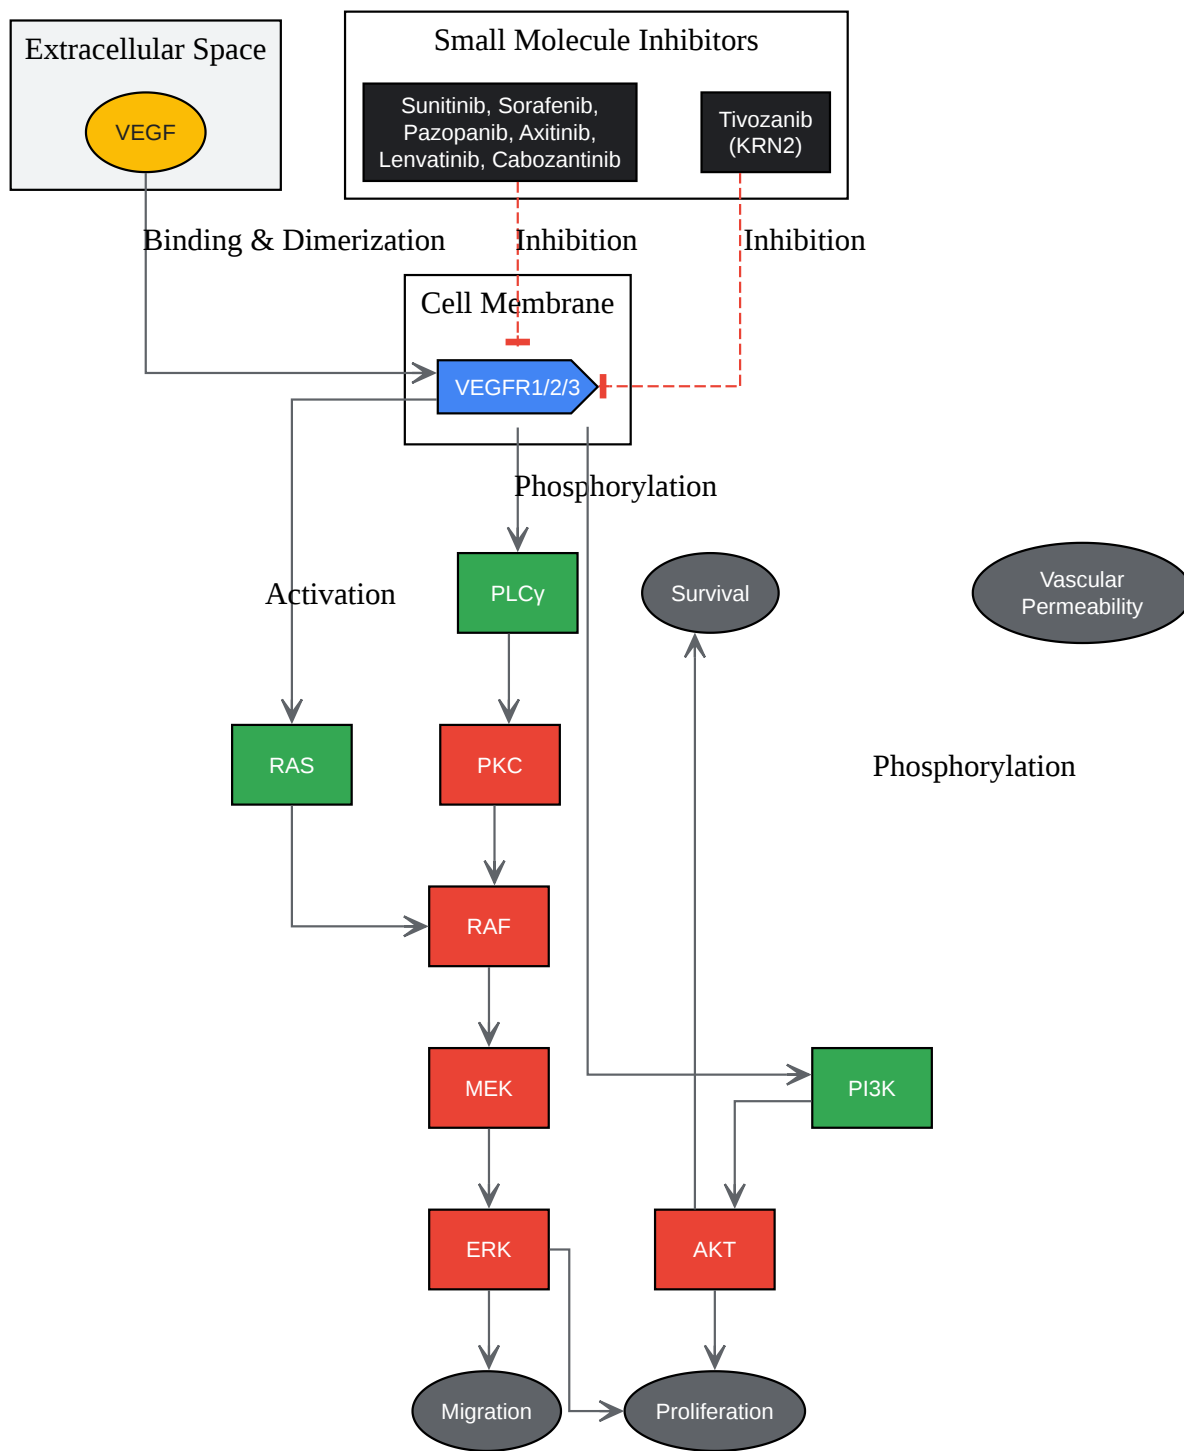 Extracellular Space
VEGF
Small Molecule Inhibitors
Sunitinib, Sorafenib,
Pazopanib, Axitinib,
Lenvatinib, Cabozantinib
Tivozanib
(KRN2)
Binding & Dimerization
Inhibition
Inhibition
Cell Membrane
VEGFR1/2/3
Phosphorylation
Activation
PLCγ
Survival
Vascular
Permeability
RAS
PKC
Phosphorylation
RAF
MEK
PI3K
ERK
AKT
Migration
Proliferation